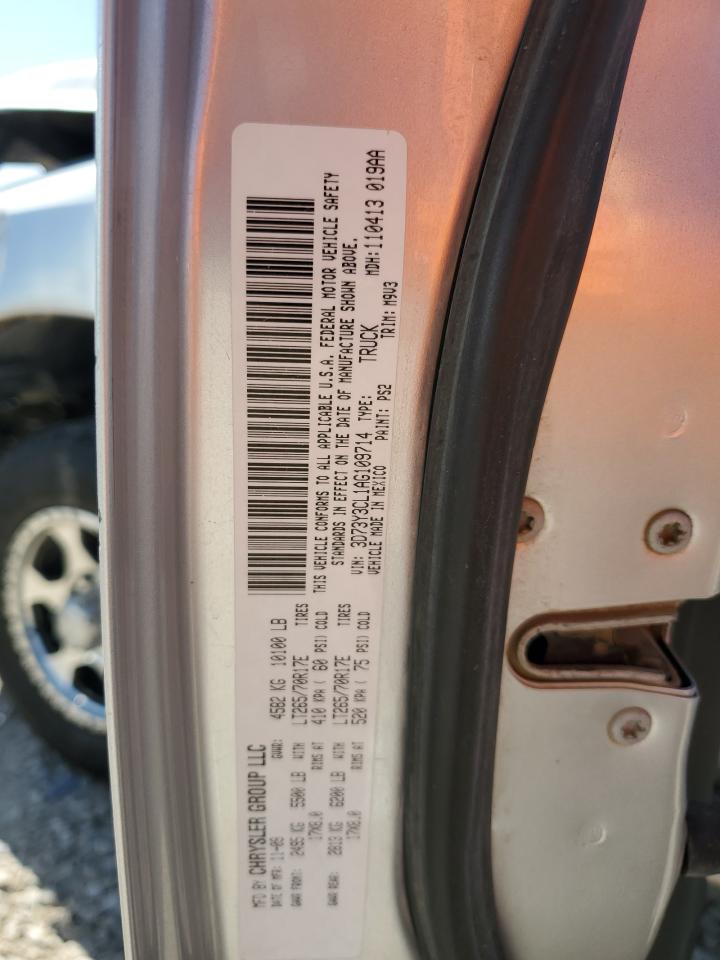 MFD BY CHRYSLER GROUP LLC
DATE OF MFR: 11-09 GVWR: 4582 KG 10100 LB
GAWR FRONT: 2495 KG 5500 LB WITH LT265/70R17E TIRES
17X8.0 RIMS AT 410 KPA ( 60 PSI) COLD
GAWR REAR: 2813 KG 6200 LB WITH LT265/70R17E TIRES
17X8.0 RIMS AT 520 KPA ( 75 PSI) COLD
THIS VEHICLE CONFORMS TO ALL APPLICABLE U.S.A. FEDERAL MOTOR VEHICLE SAFETY
STANDARDS IN EFFECT ON THE DATE OF MANUFACTURE SHOWN ABOVE.
VIN: 3D73Y3CL1AG109714 TYPE: TRUCK MDH: 110413 019AA
VEHICLE MADE IN MEXICO PAINT: PS2 TRIM: M9V3